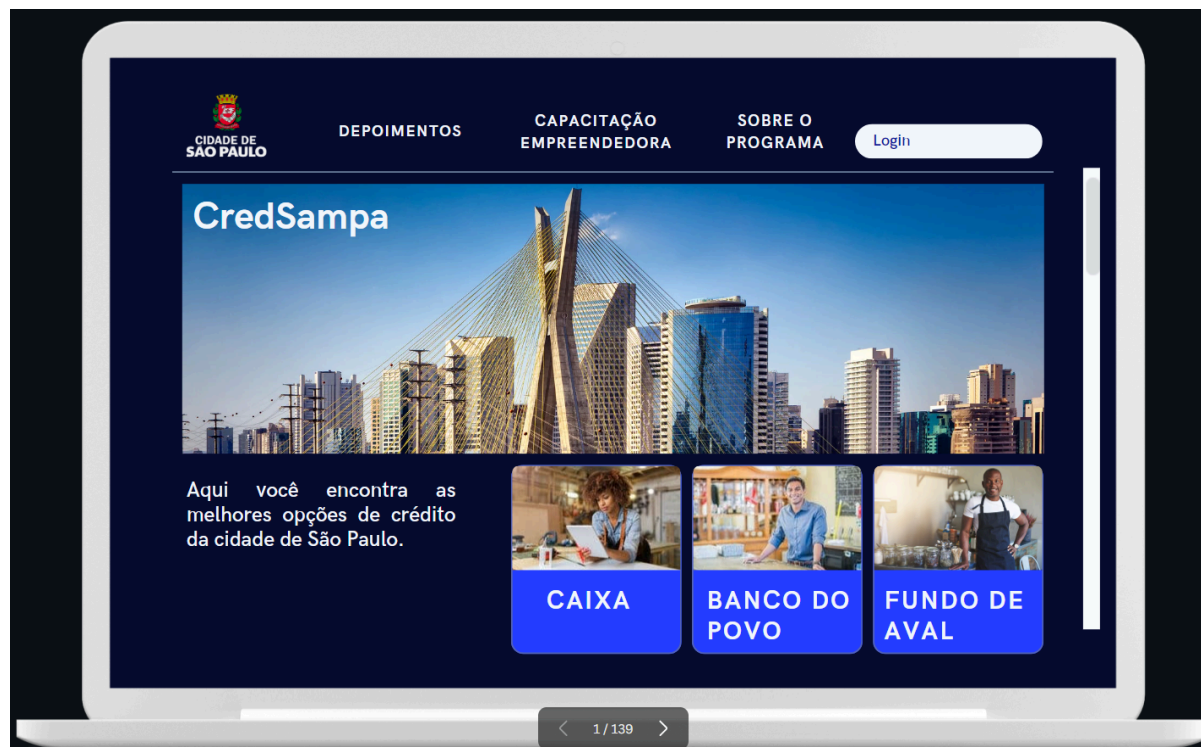 CIDADE DE
SÃO PAULO
DEPOIMENTOS
CAPACITAÇÃO
EMPREENDEDORA
SOBRE O
PROGRAMA
Login
CredSampa
Aqui você encontra as
melhores opções de crédito
da cidade de São Paulo.
CAIXA
BANCO DO
POVO
FUNDO DE
AVAL
1 / 139